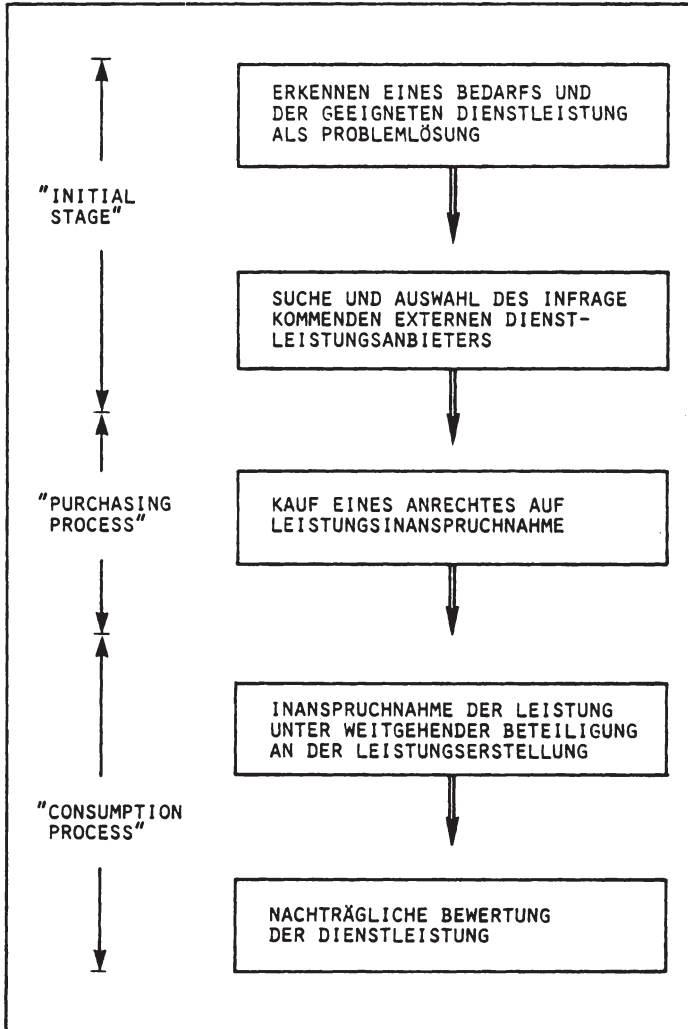 ERKENNEN EINES BEDARFS UND
DER GEEIGNETEN DIENSTLEISTUNG
ALS PROBLEMLÖSUNG
"INITIAL
STAGE"
SUCHE UND AUSWAHL DES INFRAGE
KOMMENDEN EXTERNEN DIENST-
LEISTUNGSANBIETERS
"PURCHASING
PROCESS"
KAUF EINES ANRECHTES AUF
LEISTUNGSINANSPRUCHNAHME
INANSPRUCHNAHME DER LEISTUNG
UNTER WEITGEHENDER BETEILIGUNG
AN DER LEISTUNGSERSTELLUNG
"CONSUMPTION
PROCESS"
NACHTRÄGLICHE BEWERTUNG
DER DIENSTLEISTUNG